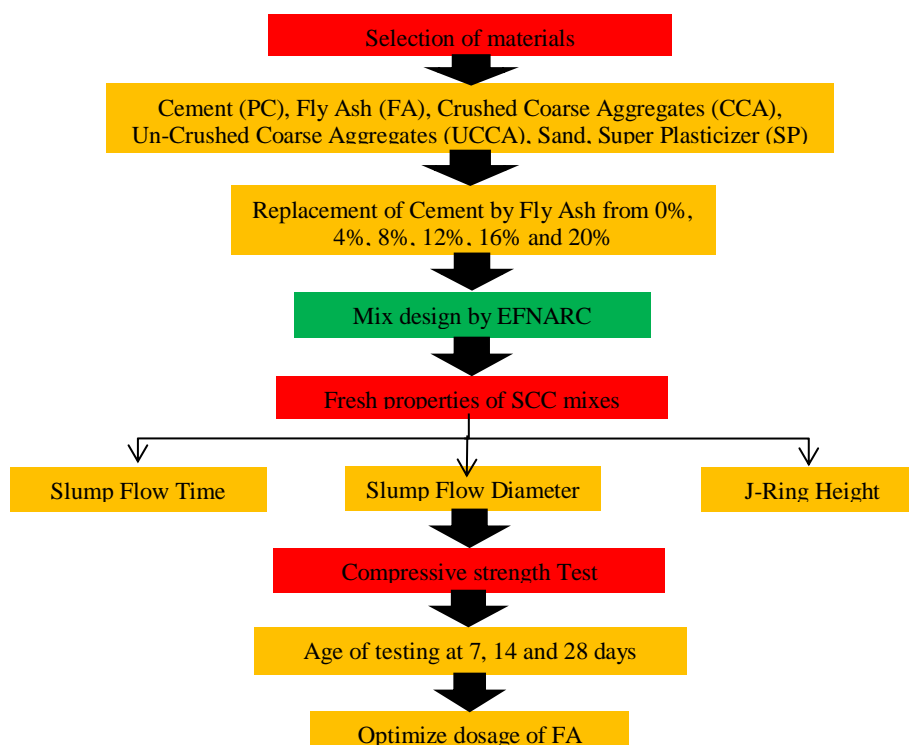 Selection of materials
Cement (PC), Fly Ash (FA), Crushed Coarse Aggregates (CCA),
Un-Crushed Coarse Aggregates (UCCA), Sand, Super Plasticizer (SP)
Replacement of Cement by Fly Ash from 0%,
4%, 8%, 12%, 16% and 20%
Mix design by EFNARC
Fresh properties of SCC mixes
Slump Flow Time
Slump Flow Diameter
J-Ring Height
Compressive strength Test
Age of testing at 7, 14 and 28 days
Optimize dosage of FA